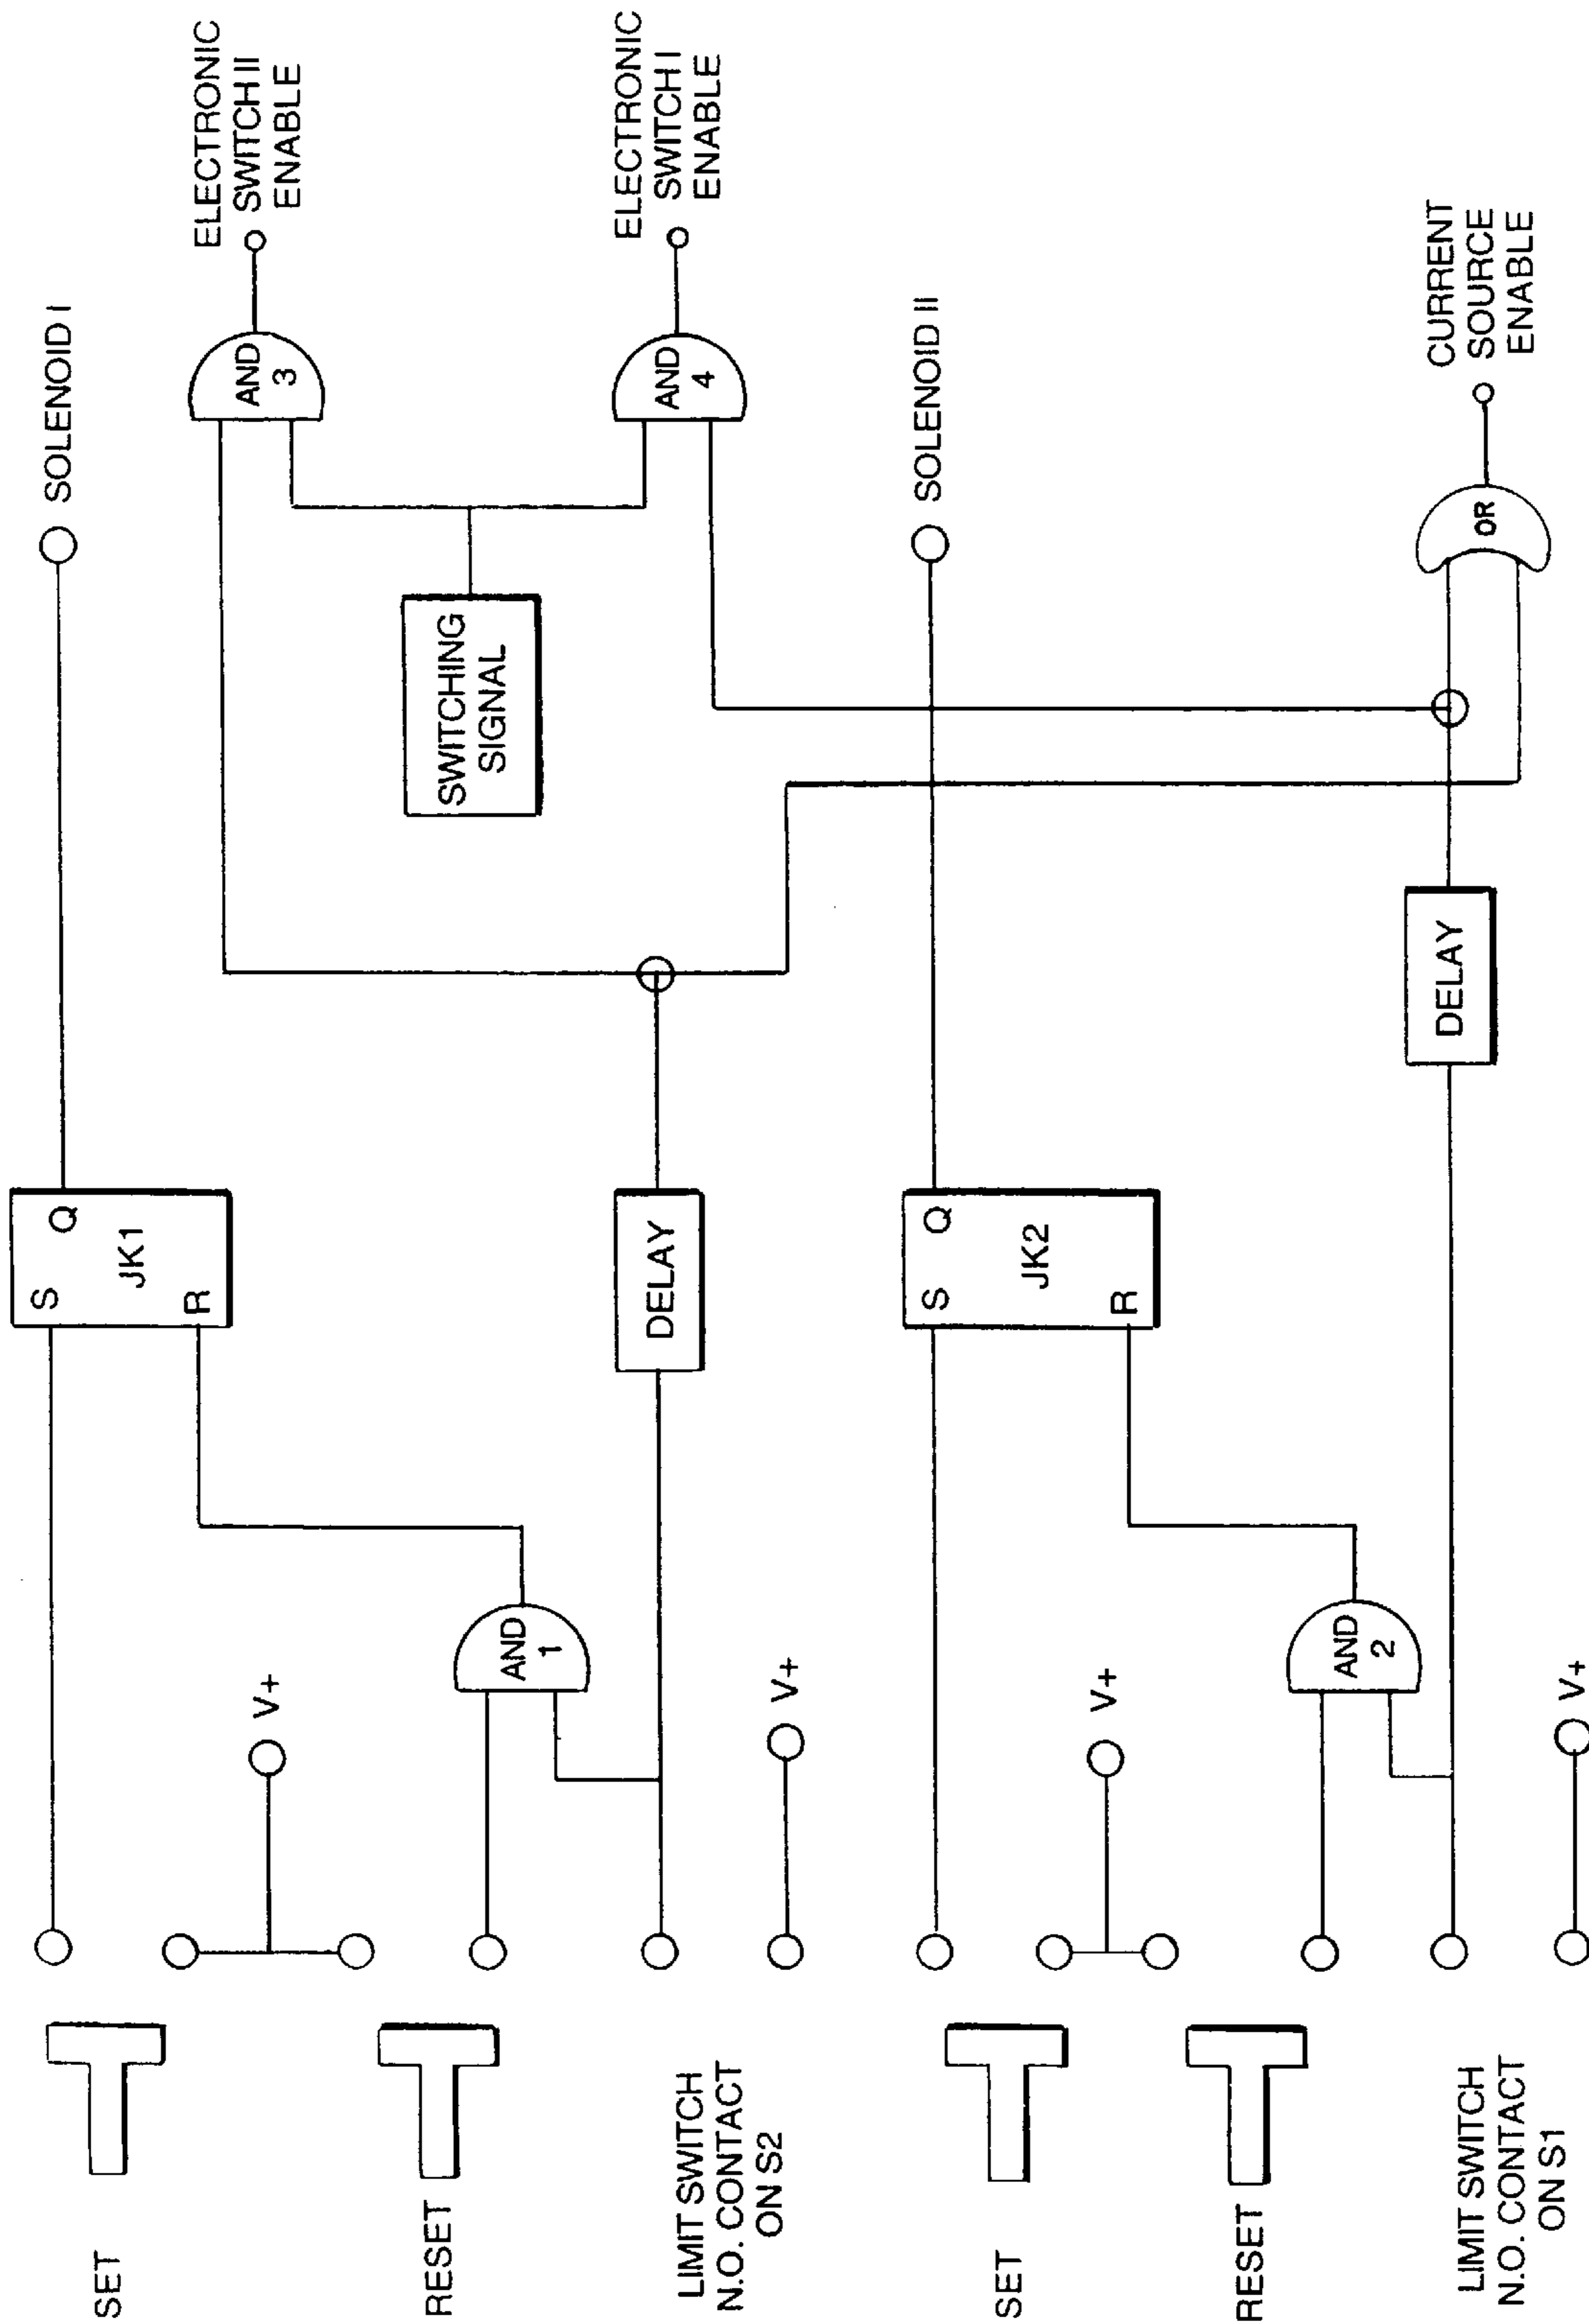 SET
RESET
LIMIT SWITCH
N.O. CONTACT
ON S2
SET
RESET
LIMIT SWITCH
N.O. CONTACT
ON S1
V+
V+
V+
V+
AND
1
AND
2
S
Q
JK1
R
DELAY
S
Q
JK2
R
DELAY
SWITCHING
SIGNAL
AND
3
AND
4
OR
SOLENOID I
ELECTRONIC
SWITCH II
ENABLE
ELECTRONIC
SWITCH I
ENABLE
SOLENOID II
CURRENT
SOURCE
ENABLE